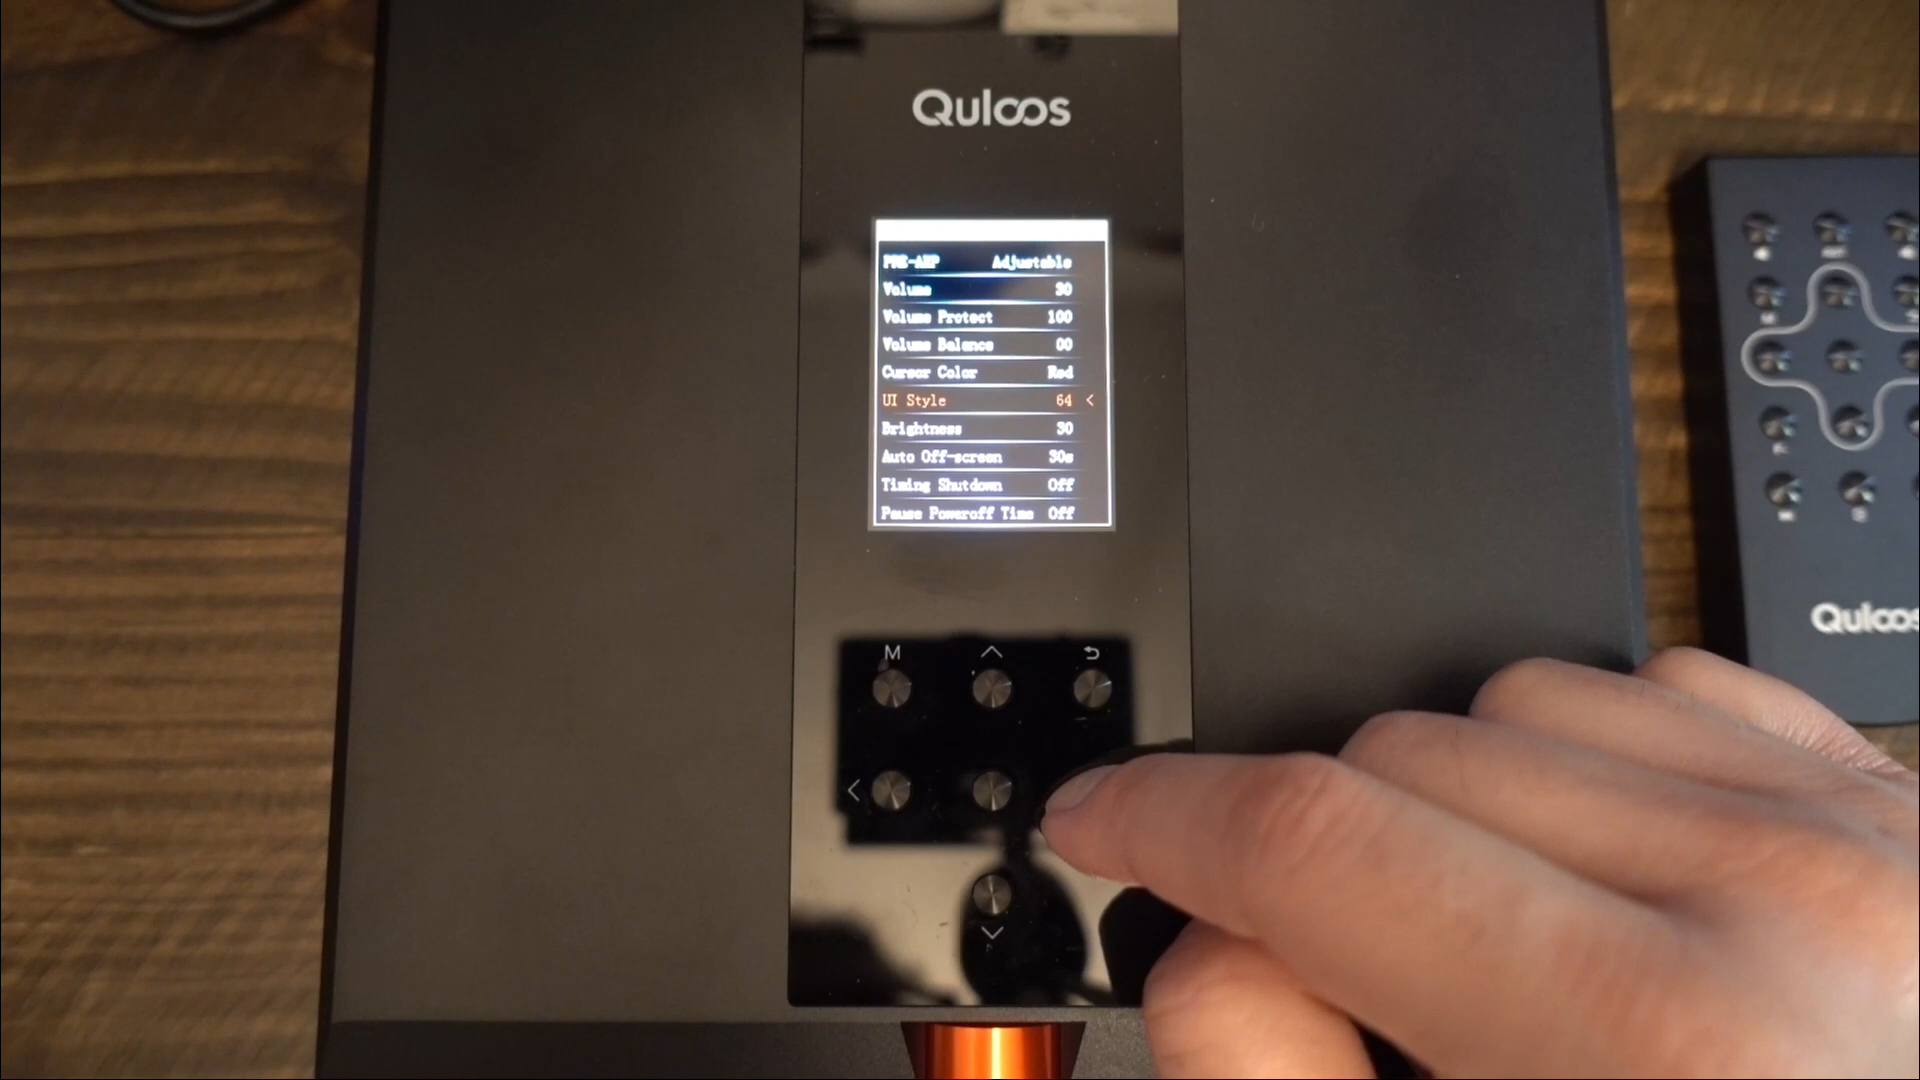 Quloos
PRE-AMP Adjustable
Volume 30
Volume Protect 100
Volume Balance 00
Cursor Color Red
UI Style 64 <
Brightness 30
Auto Off-screen 30s
Timing Shutdown Off
Pause Poweroff Time Off
M
Quloos